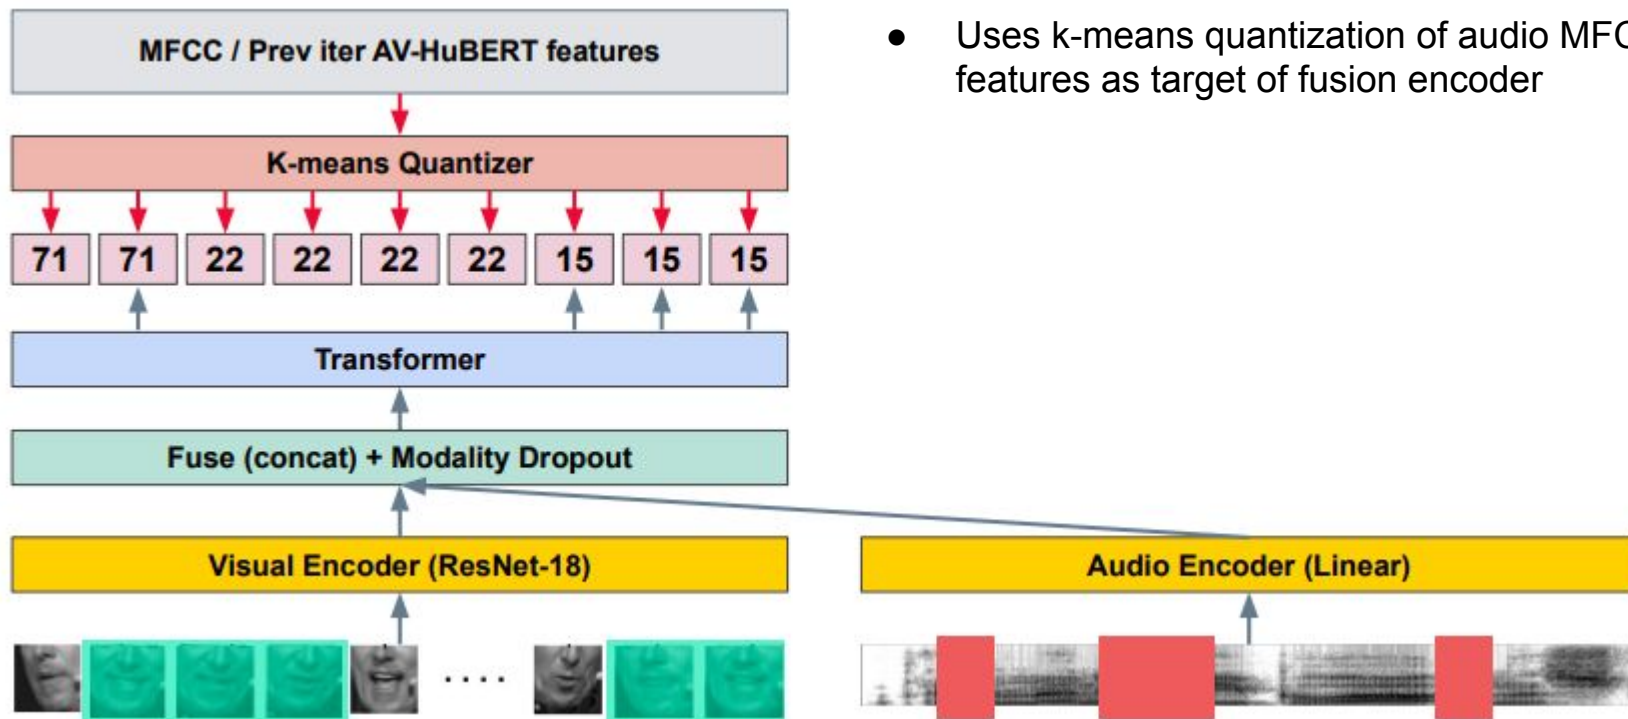 MFCC / Prev iter AV-HuBERT features
K-means Quantizer
71 71 22 22 22 22 15 15 15
Transformer
Fuse (concat) + Modality Dropout
Visual Encoder (ResNet-18)
Audio Encoder (Linear)
....
● Uses k-means quantization of audio
features as target of fusion encoder